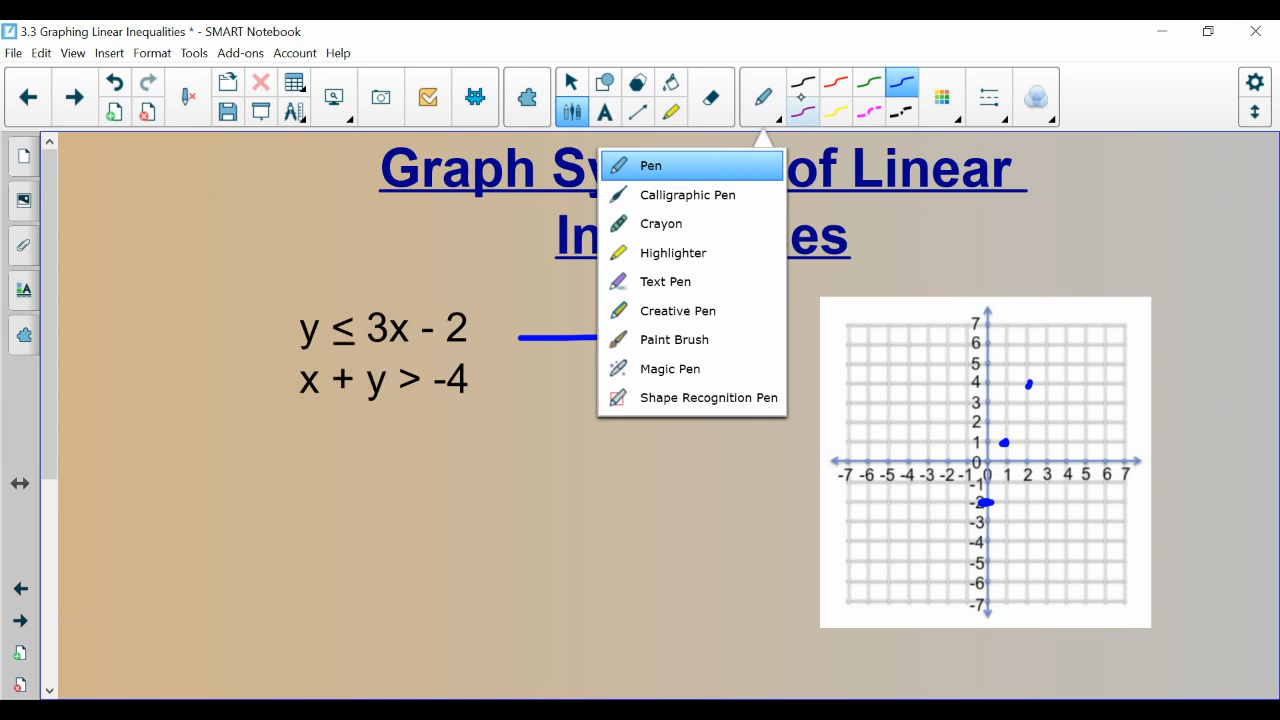 3.3 Graphing Linear Inequalities * - SMART Notebook
File Edit View Insert Format Tools Add-ons Account Help
Graph Sy of Linear
In es
Pen
Calligraphic Pen
Crayon
Highlighter
Text Pen
Creative Pen
Paint Brush
Magic Pen
Shape Recognition Pen
y ≤ 3x - 2
x + y > -4
7
6
5
4
3
2
1
0
-7 -6 -5 -4 -3 -2 -1 0 1 2 3 4 5 6 7
-1
-2
-3
-4
-5
-6
-7